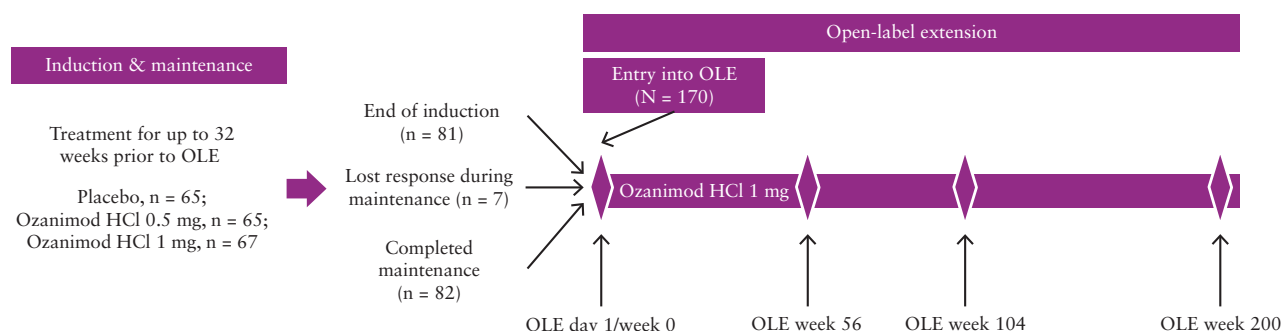 Open-label extension
Induction & maintenance
Entry into OLE
(N = 170)
Treatment for up to 32
weeks prior to OLE
Placebo, n = 65;
Ozanimod HCl 0.5 mg, n = 65;
Ozanimod HCl 1 mg, n = 67
End of induction
(n = 81)
Lost response during
maintenance (n = 7)
Completed
maintenance
(n = 82)
Ozanimod HCl 1 mg
OLE day 1/week 0
OLE week 56
OLE week 104
OLE week 200